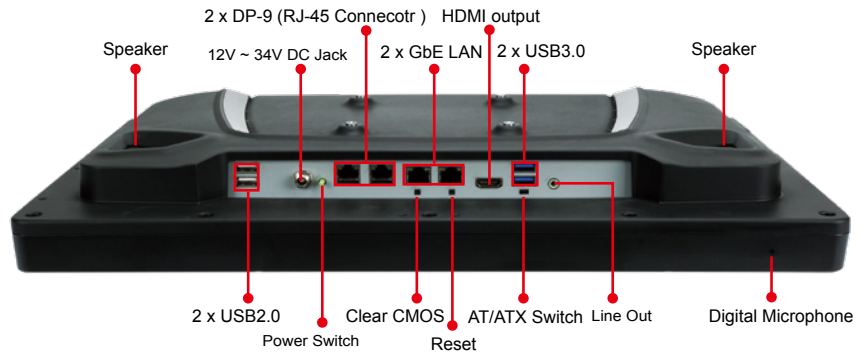 2 x DP-9 (RJ-45 Connecotr )
HDMI output
Speaker
12V ~ 34V DC Jack
2 x GbE LAN
2 x USB3.0
Speaker
2 x USB2.0
Power Switch
Clear CMOS
Reset
AT/ATX Switch
Line Out
Digital Microphone